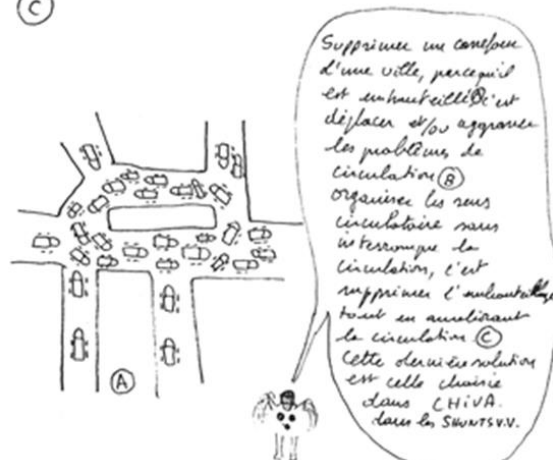 C
Supprimer un carrefour
d'une ville, parcequ'il
est embouteillé A c'est
déplacer et/ou aggraver
les problèmes de
circulation B
organiser les sens
circulatoire sans
interrompre la
circulation, c'est
supprimer l'embouteillage
tout en améliorant
la circulation C
Cette dernière solution
est celle choisie
dans CHIVA.
dans les SHUNTS V.V.
A